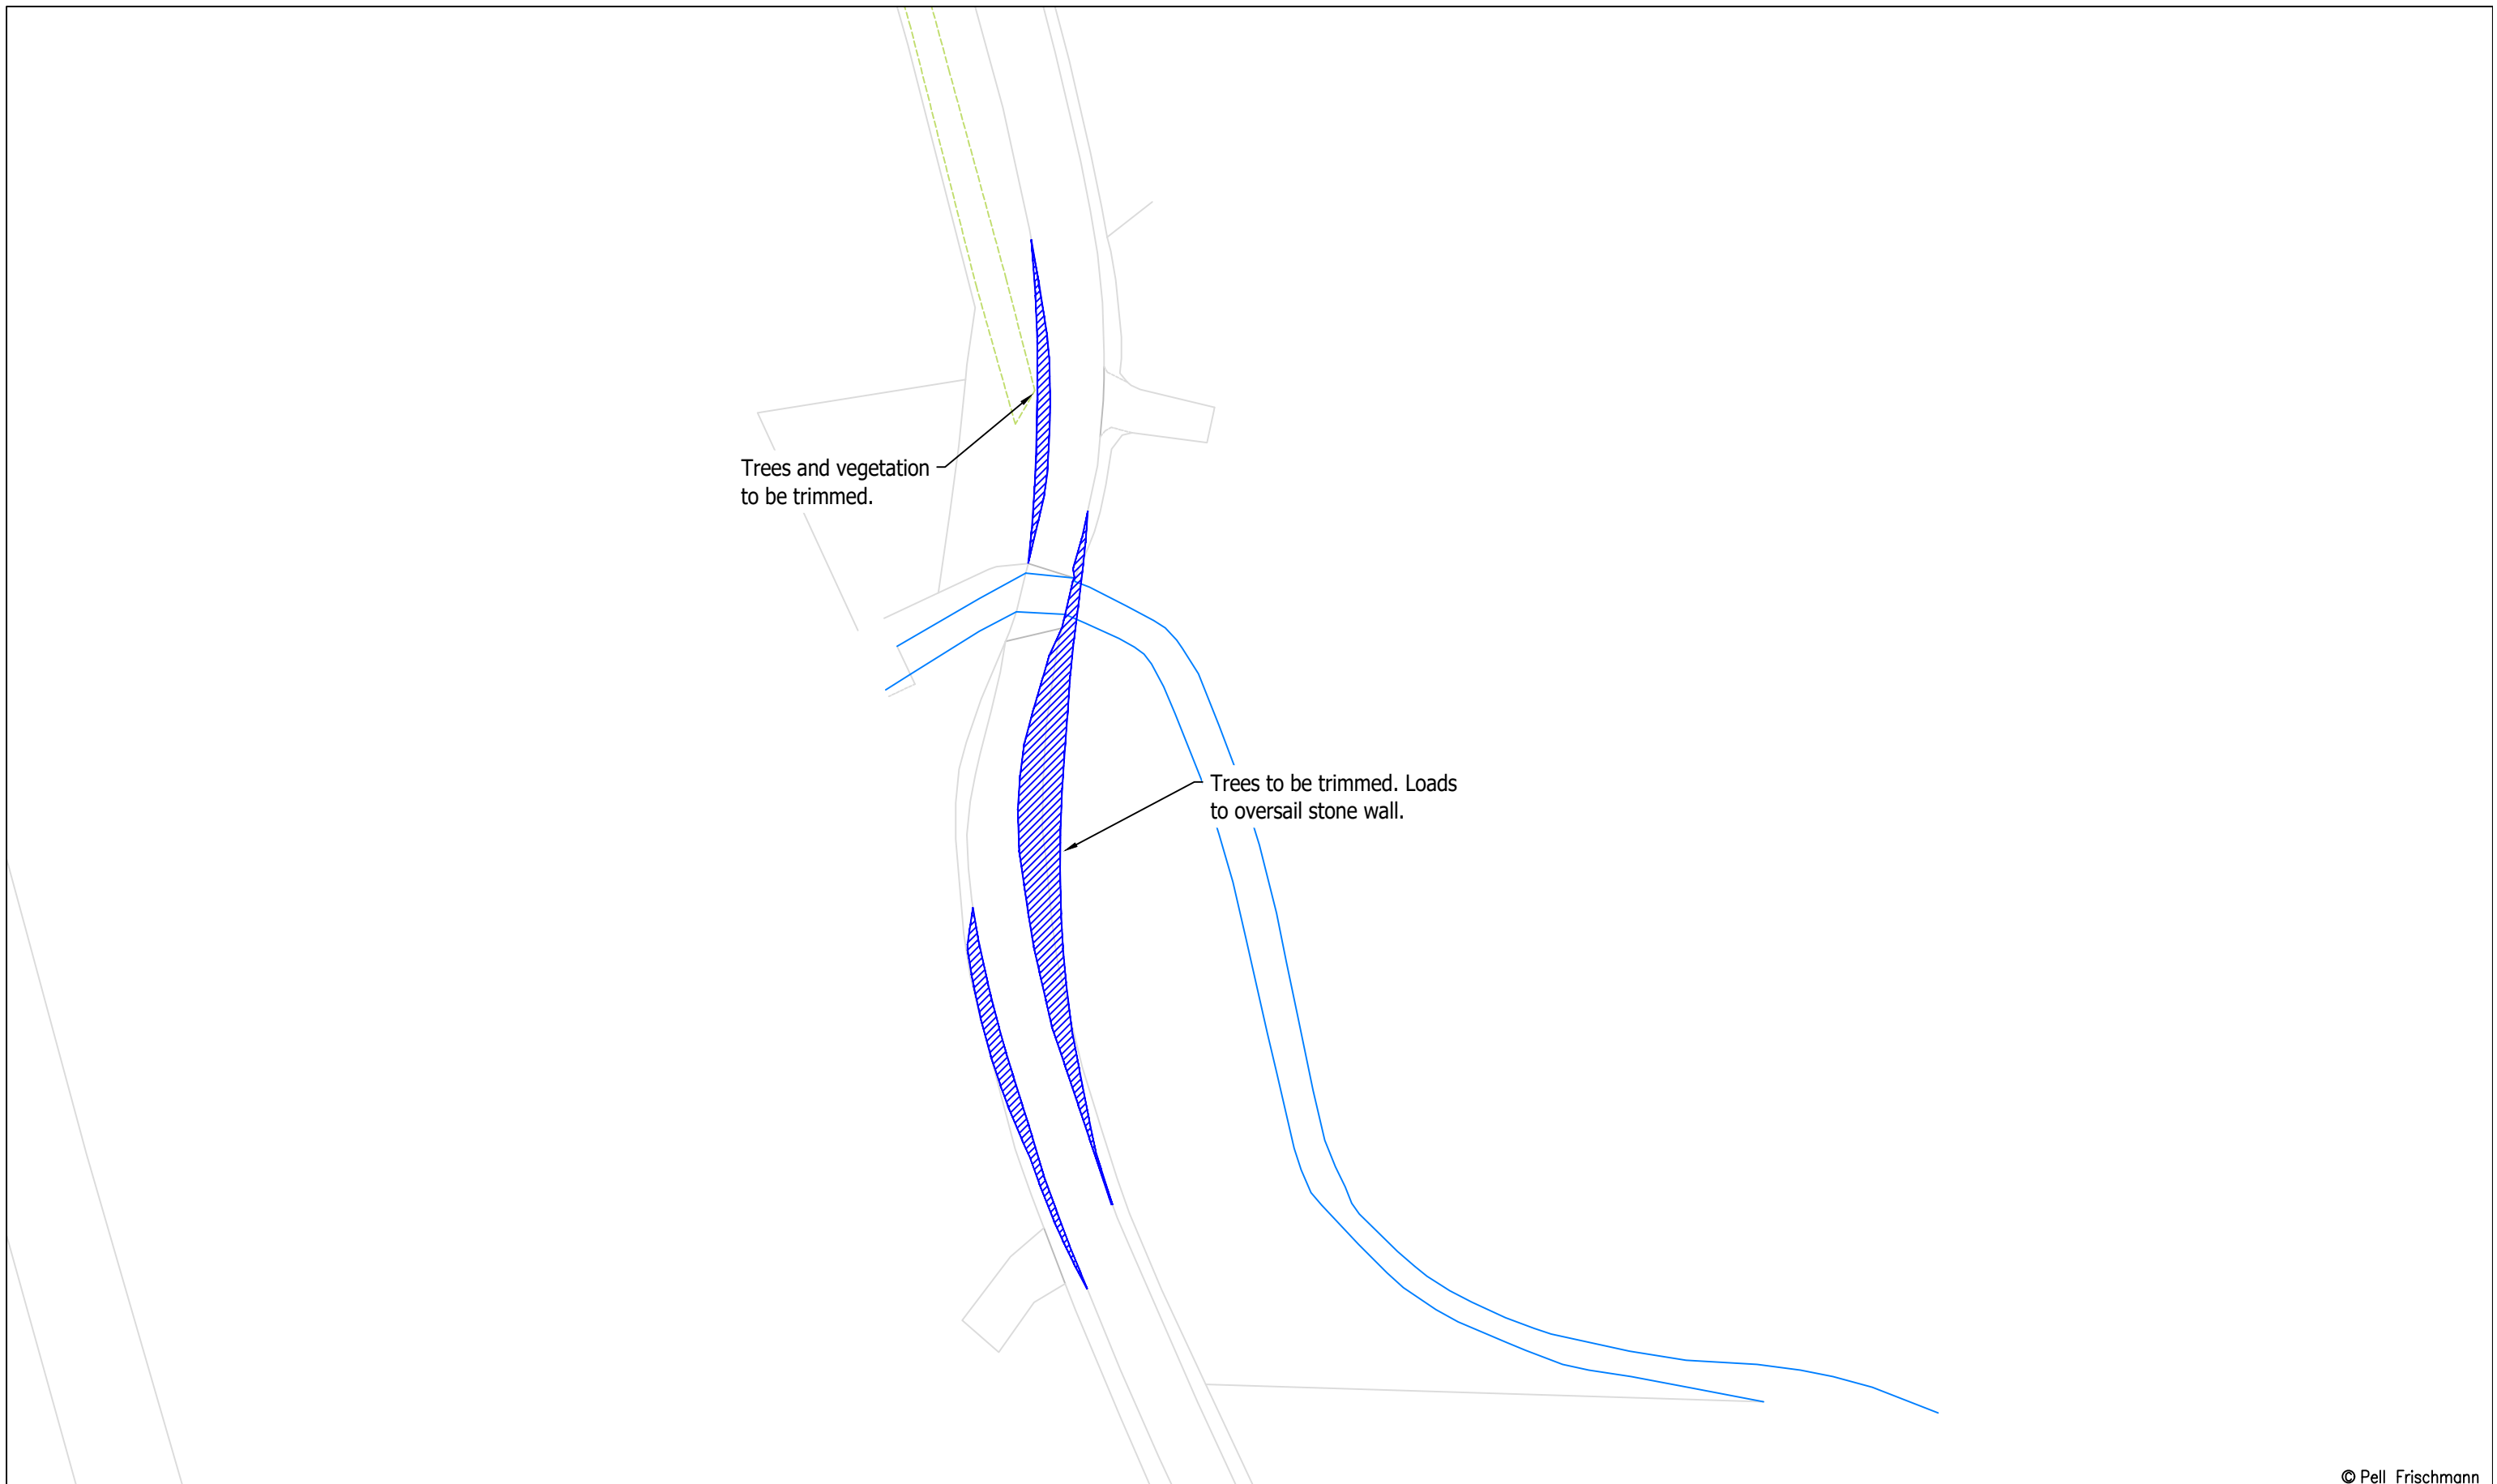 Trees and vegetation
to be trimmed.
Trees to be trimmed. Loads
to oversail stone wall.
© Pell Frischmann